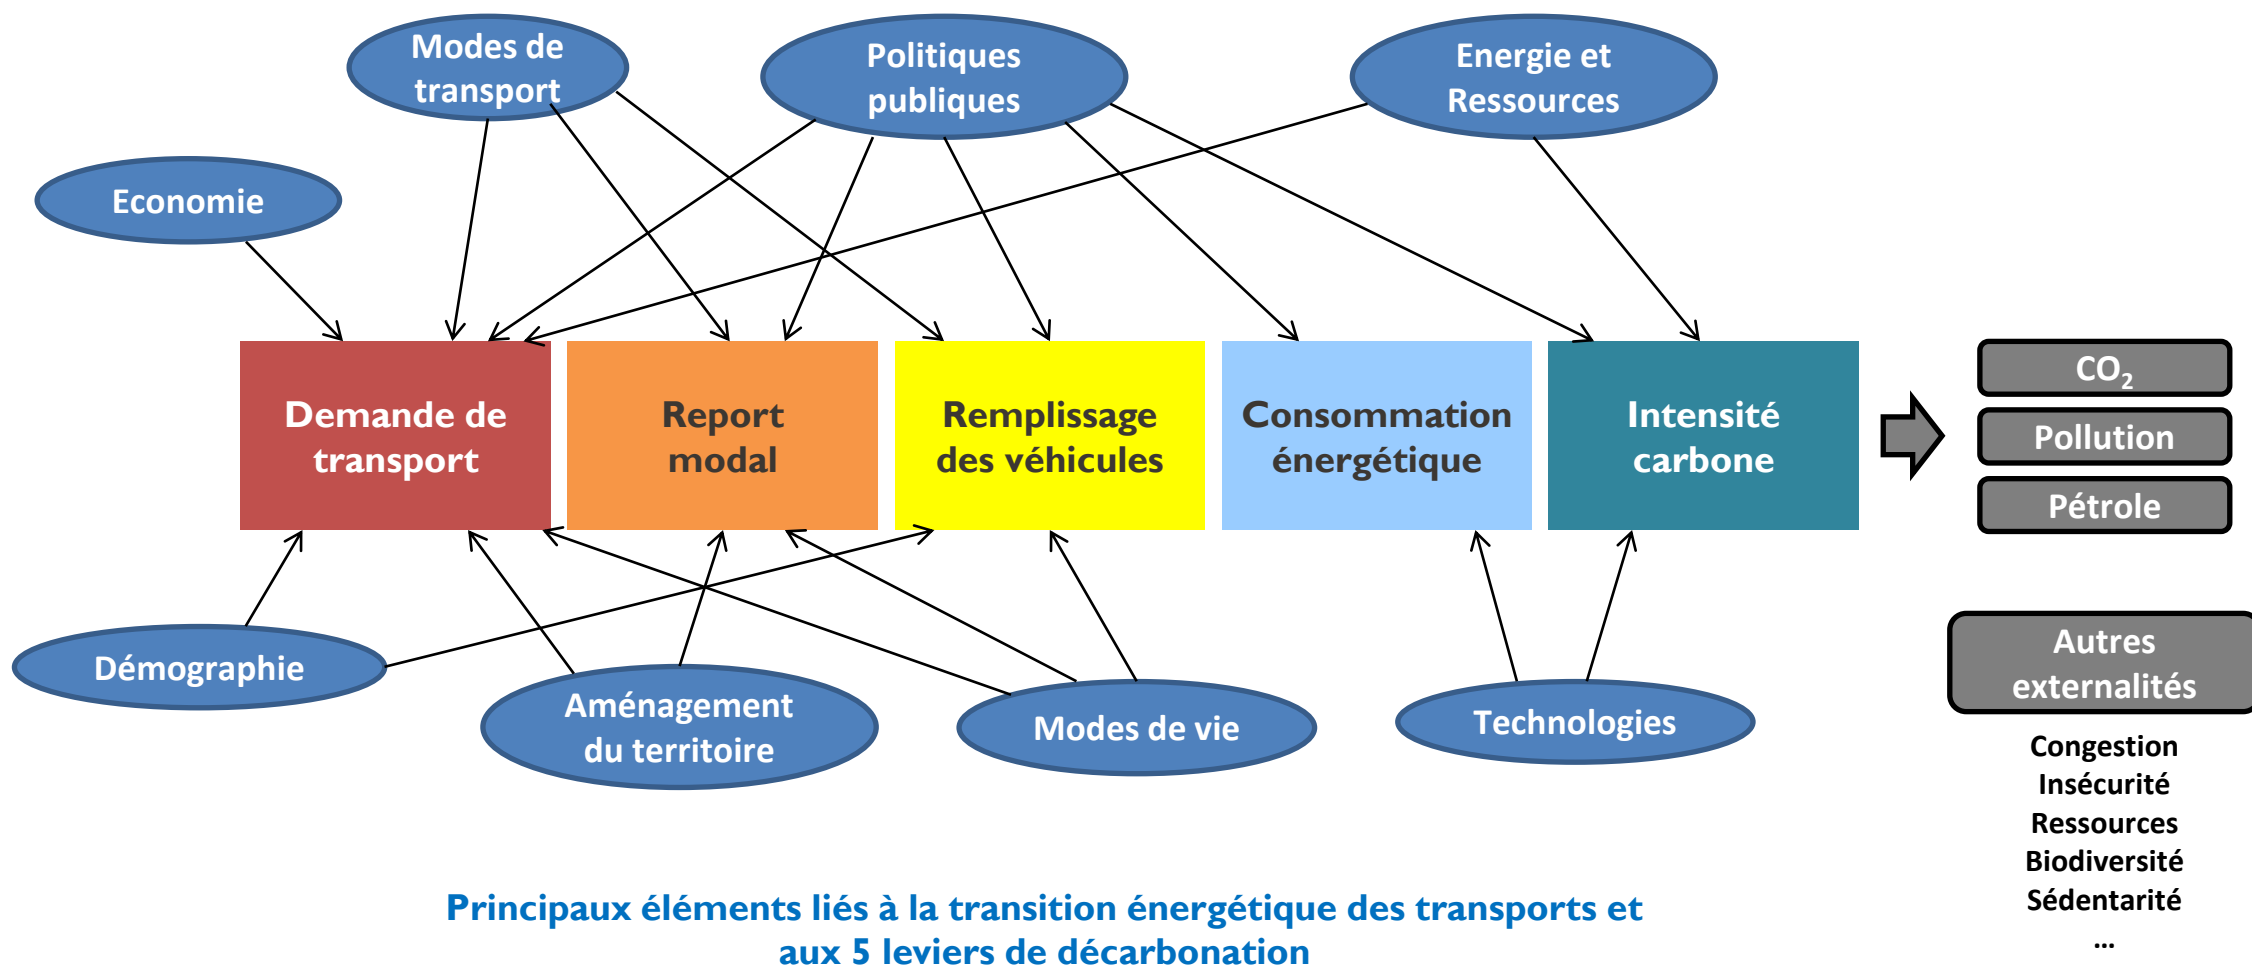 Modes de
transport
Politiques
publiques
Energie et
Ressources
Economie
Demande de
transport
Report
modal
Remplissage
des véhicules
Consommation
énergétique
Intensité
carbone
CO₂
Pollution
Pétrole
Démographie
Aménagement
du territoire
Modes de vie
Technologies
Autres
externalités
Congestion
Insécurité
Ressources
Biodiversité
Sédentarité
...
Principaux éléments liés à la transition énergétique des transports et
aux 5 leviers de décarbonation